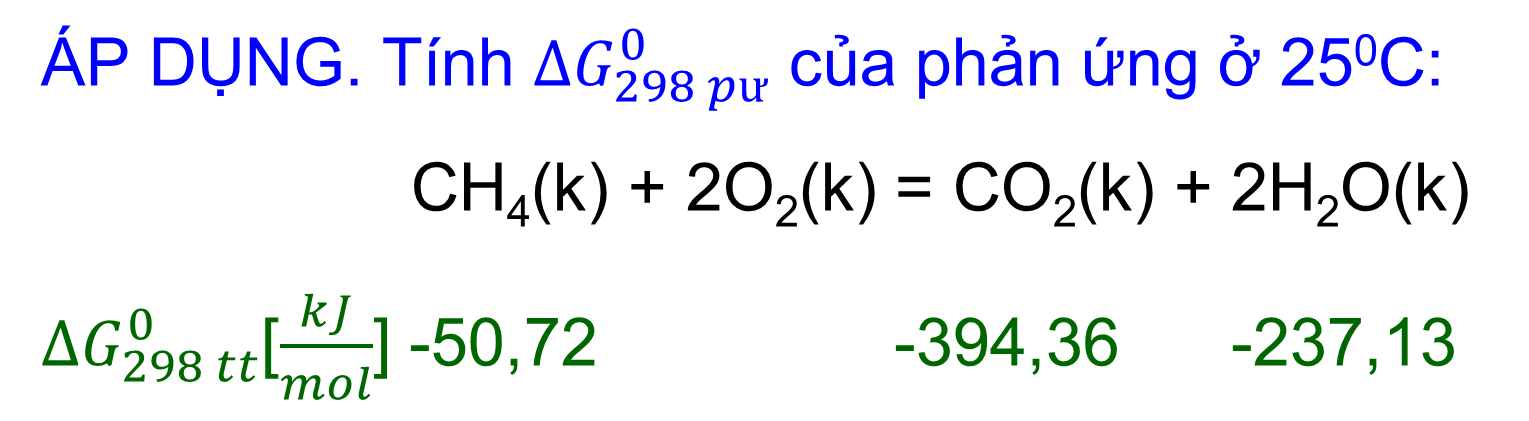 ÁP DỤNG. Tính ΔG⁰₂₉₈ ₚᵤ̛ của phản ứng ở 25⁰C:
CH₄(k) + 2O₂(k) = CO₂(k) + 2H₂O(k)
ΔG⁰₂₉₈ ₜₜ[kJ/mol] -50,72 -394,36 -237,13